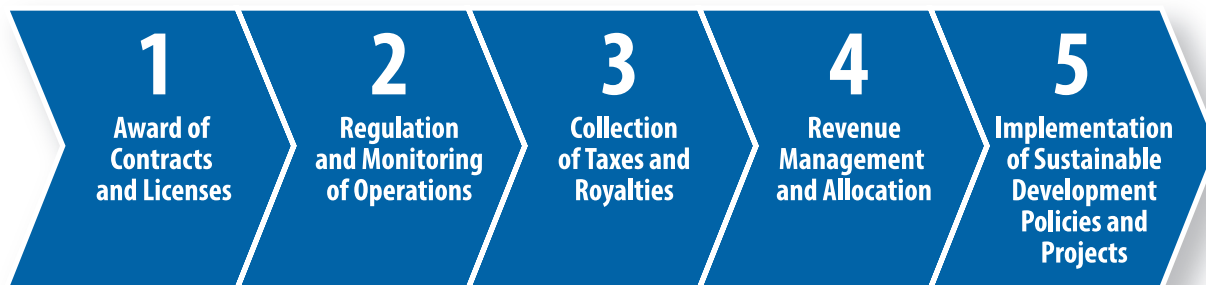 1
Award of
Contracts
and Licenses
2
Regulation
and Monitoring
of Operations
3
Collection
of Taxes and
Royalties
4
Revenue
Management
and Allocation
5
Implementation
of Sustainable
Development
Policies and
Projects